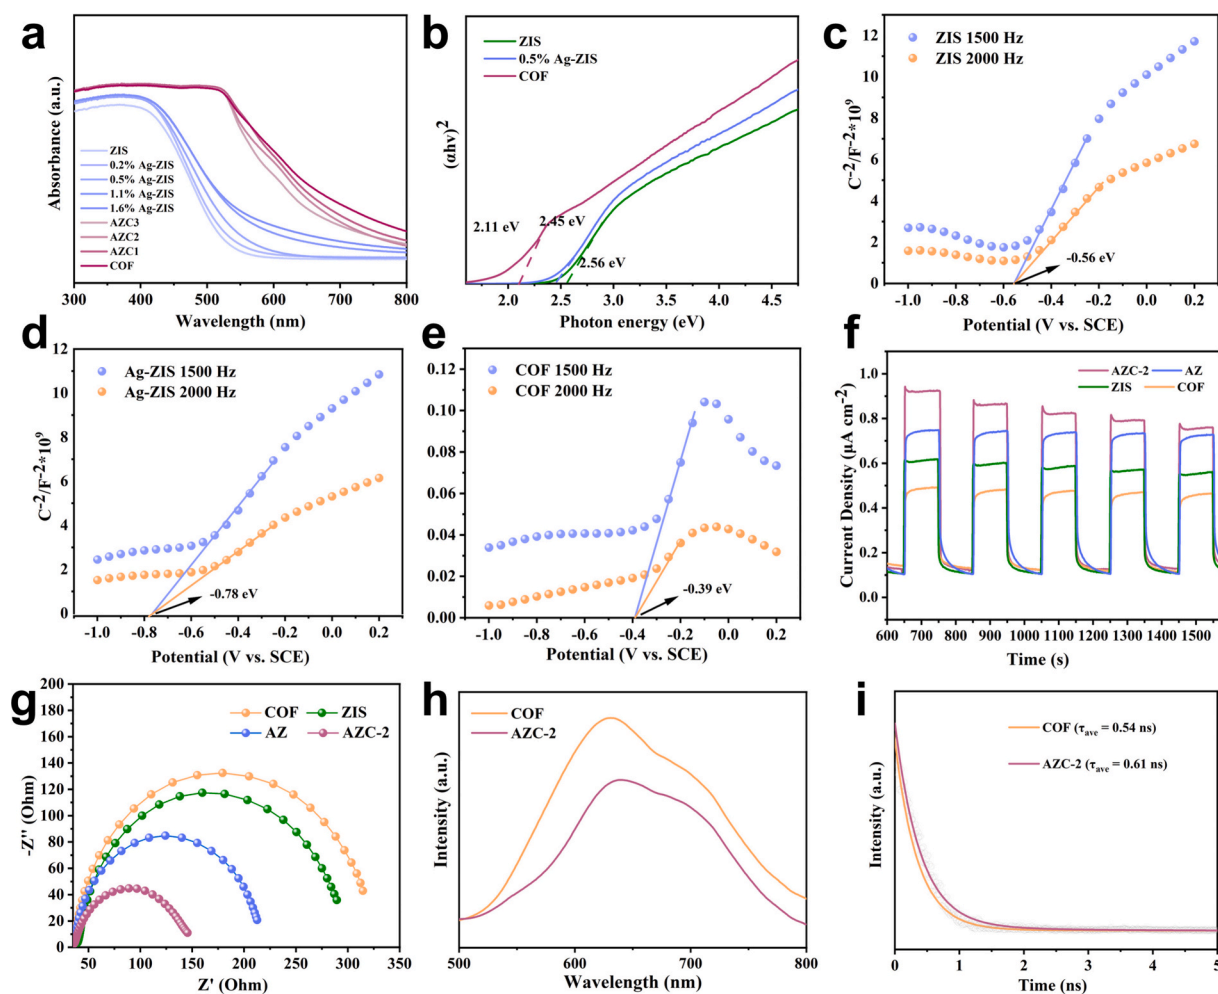 a
Absorbance (a.u.)
ZIS
0.2% Ag-ZIS
0.5% Ag-ZIS
1.1% Ag-ZIS
1.6% Ag-ZIS
AZC3
AZC2
AZC1
COF
300 400 500 600 700 800
Wavelength (nm)
b
(αhv)²
ZIS
0.5% Ag-ZIS
COF
2.11 eV
2.45 eV
2.56 eV
2.0 2.5 3.0 3.5 4.0 4.5
Photon energy (eV)
c
C⁻²/F⁻²*10⁹
ZIS 1500 Hz
ZIS 2000 Hz
12
10
8
6
4
2
0
-0.56 eV
-1.0 -0.8 -0.6 -0.4 -0.2 0.0 0.2
Potential (V vs. SCE)
d
C⁻²/F⁻²*10⁹
Ag-ZIS 1500 Hz
Ag-ZIS 2000 Hz
12
10
8
6
4
2
0
-0.78 eV
-1.0 -0.8 -0.6 -0.4 -0.2 0.0 0.2
Potential (V vs. SCE)
e
COF 1500 Hz
COF 2000 Hz
0.12
0.10
0.08
0.06
0.04
0.02
0.00
-0.39 eV
-1.0 -0.8 -0.6 -0.4 -0.2 0.0 0.2
Potential (V vs. SCE)
f
Current Density (μA cm⁻²)
AZC-2 AZ
ZIS COF
1.0
0.8
0.6
0.4
0.2
0.0
600 800 900 1000 1100 1200 1300 1400 1500
Time (s)
g
-Z'' (Ohm)
COF ZIS
AZ AZC-2
200
180
160
140
120
100
80
60
40
20
0
50 100 150 200 250 300 350
Z' (Ohm)
h
Intensity (a.u.)
COF
AZC-2
500 600 700 800
Wavelength (nm)
i
Intensity (a.u.)
COF (τave = 0.54 ns)
AZC-2 (τave = 0.61 ns)
0 1 2 3 4 5
Time (ns)